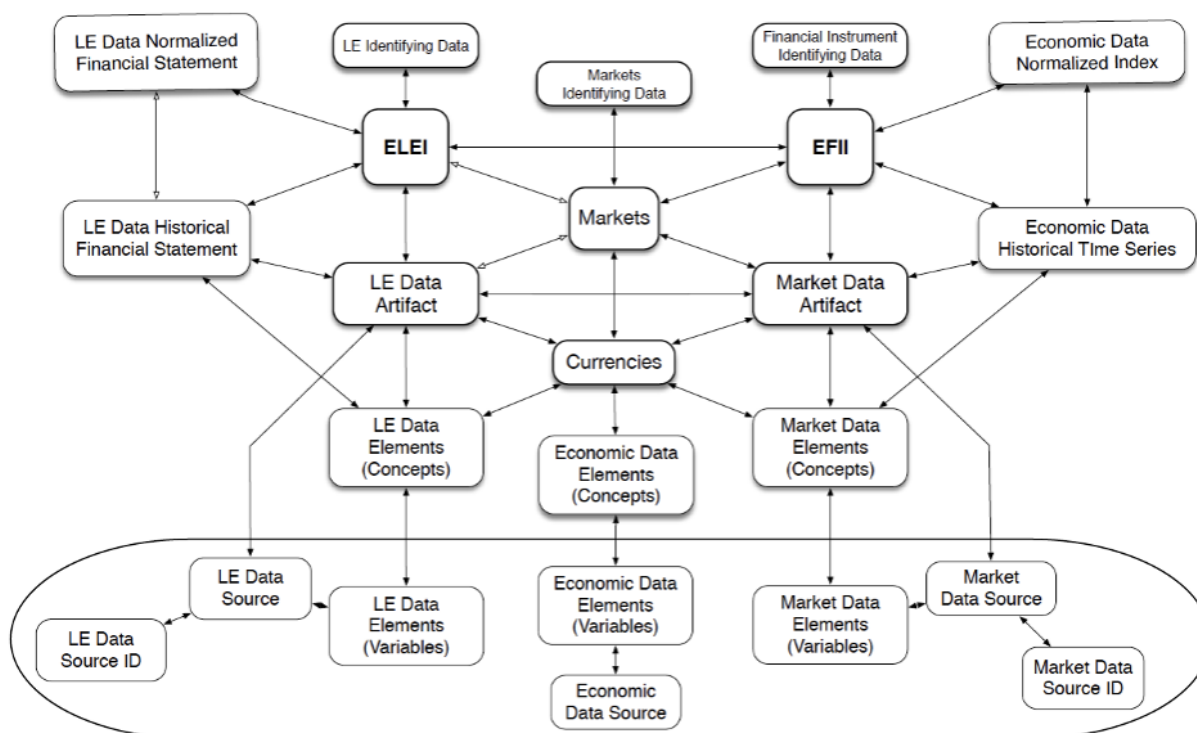 LE Data Normalized
Financial Statement
LE Identifying Data
Financial Instrument
Identifying Data
Economic Data
Normalized Index
Markets
Identifying Data
ELEI
EFII
Markets
LE Data Historical
Financial Statement
Economic Data
Historical TIme Series
LE Data
Artifact
Market Data
Artifact
Currencies
LE Data
Elements
(Concepts)
Economic Data
Elements
(Concepts)
Market Data
Elements
(Concepts)
LE Data
Source
LE Data
Elements
(Variables)
Economic Data
Elements
(Variables)
Market Data
Elements
(Variables)
Market
Data Source
LE Data
Source ID
Market Data
Source ID
Economic
Data Source